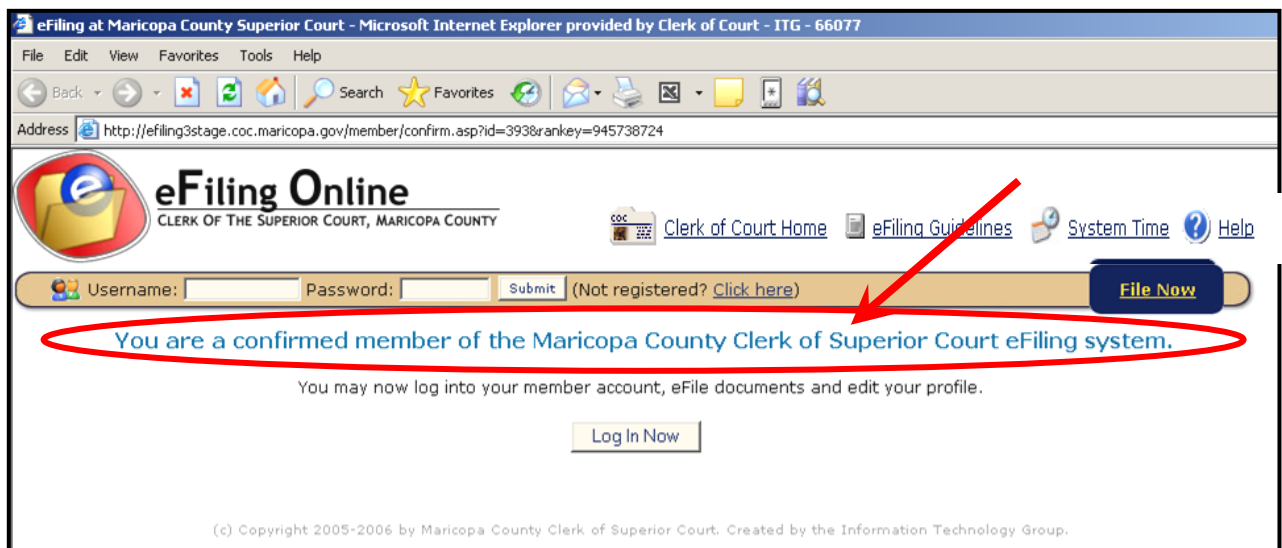 eFiling at Maricopa County Superior Court - Microsoft Internet Explorer provided by Clerk of Court - ITG - 66077
File Edit View Favorites Tools Help
Back Search Favorites
Address http://efiling3stage.coc.maricopa.gov/member/confirm.asp?id=393&rankey=945738724
e
eFiling Online
CLERK OF THE SUPERIOR COURT, MARICOPA COUNTY
coc Clerk of Court Home eFiling Guidelines System Time ? Help
Username: Password: Submit (Not registered? Click here) File Now
You are a confirmed member of the Maricopa County Clerk of Superior Court eFiling system.
You may now log into your member account, eFile documents and edit your profile.
Log In Now
(c) Copyright 2005-2006 by Maricopa County Clerk of Superior Court. Created by the Information Technology Group.